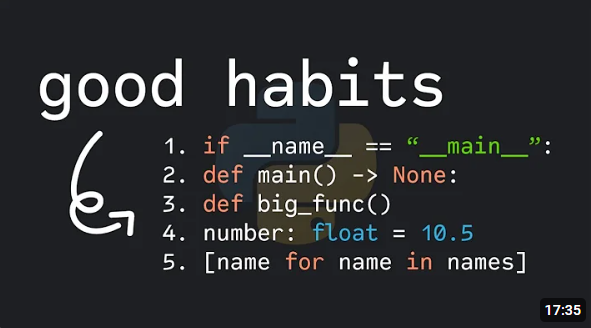 good habits
1. if __name__ == “__main__”:
2. def main() -> None:
3. def big_func()
4. number: float = 10.5
5. [name for name in names]
17:35